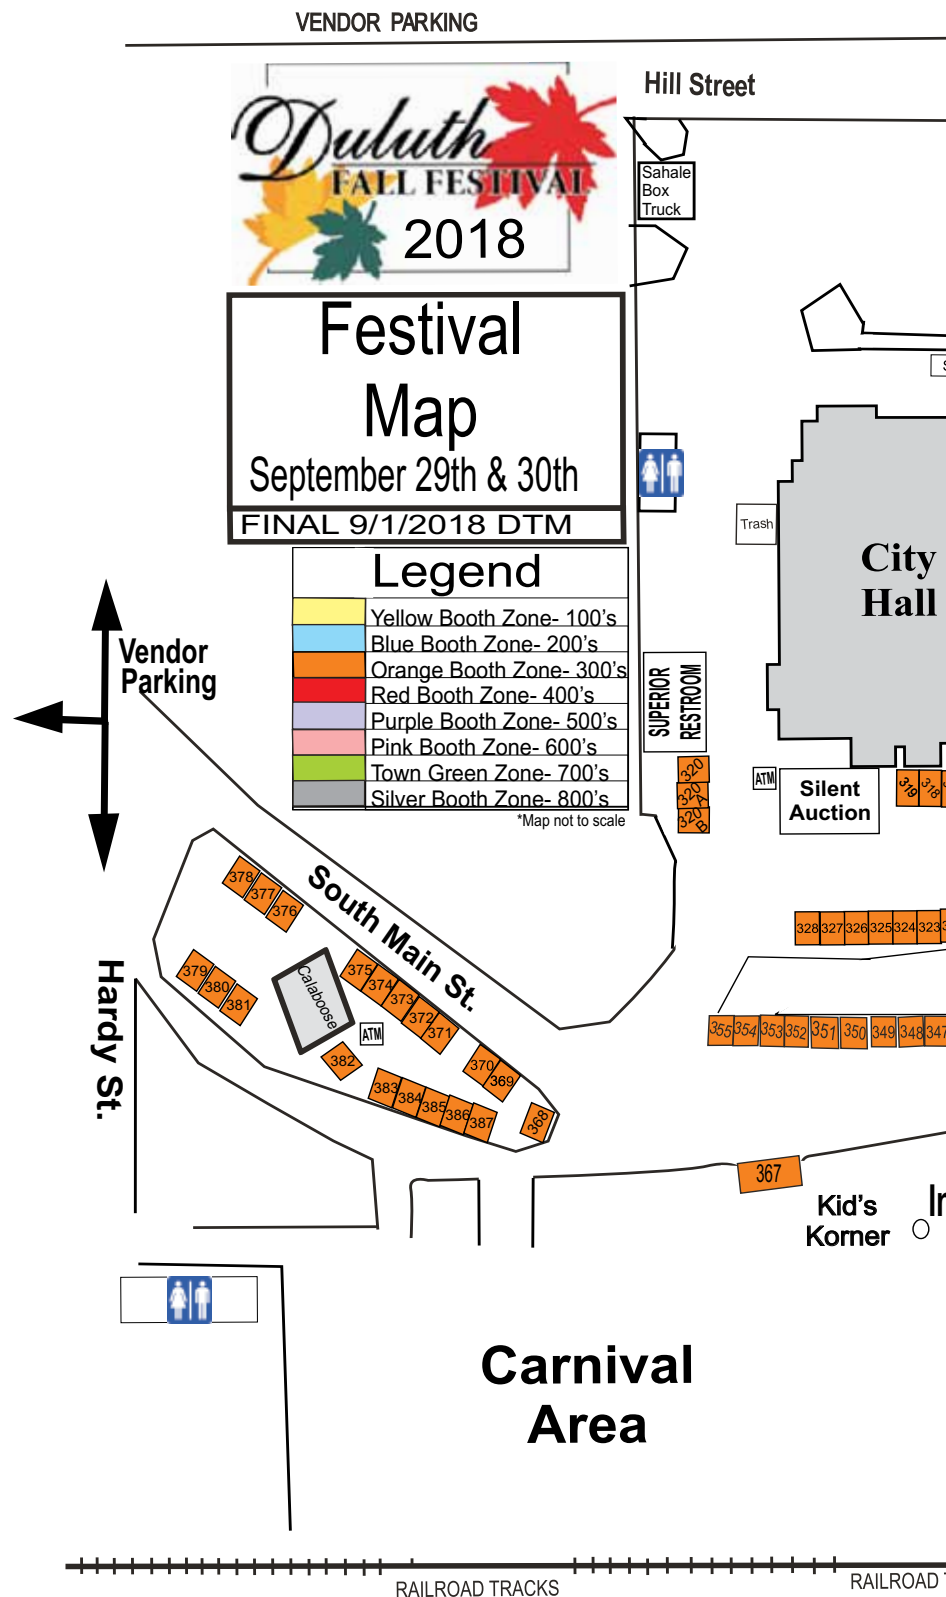 VENDOR PARKING
Hill Street
Duluth
FALL FESTIVAL
2018
Sahale
Box
Truck
Festival
Map
September 29th & 30th
FINAL 9/1/2018 DTM
Legend
Yellow Booth Zone- 100's
Blue Booth Zone- 200's
Orange Booth Zone- 300's
Red Booth Zone- 400's
Purple Booth Zone- 500's
Pink Booth Zone- 600's
Town Green Zone- 700's
Silver Booth Zone- 800's
*Map not to scale
Trash
City
Hall
Vendor
Parking
SUPERIOR
RESTROOM
320
320
A
320
B
ATM
Silent
Auction
319
318
South Main St.
378
377
376
379
380
381
Calaboose
375
374
373
372
371
ATM
382
370
369
383
384
385
386
387
368
328 327 326 325 324 323
355 354 353 352 351 350 349 348 347
Hardy St.
367
Kid's
Korner
Carnival
Area
RAILROAD TRACKS
RAILROAD